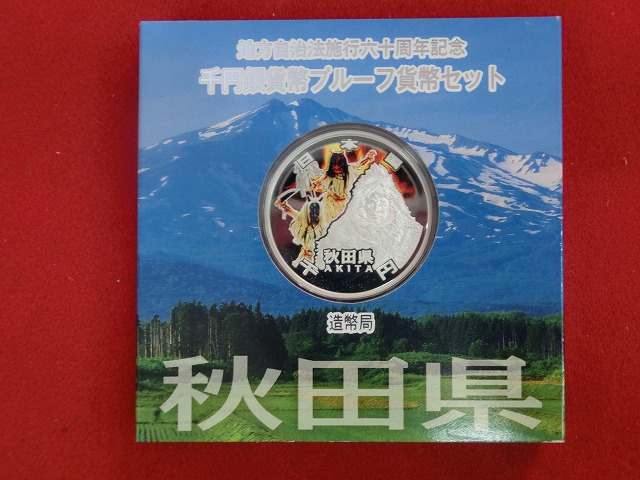 地方自治法施行六十周年記念
千円銀貨幣プルーフ貨幣セット
日本国
秋田県
AKITA
千円
造幣局
秋田県